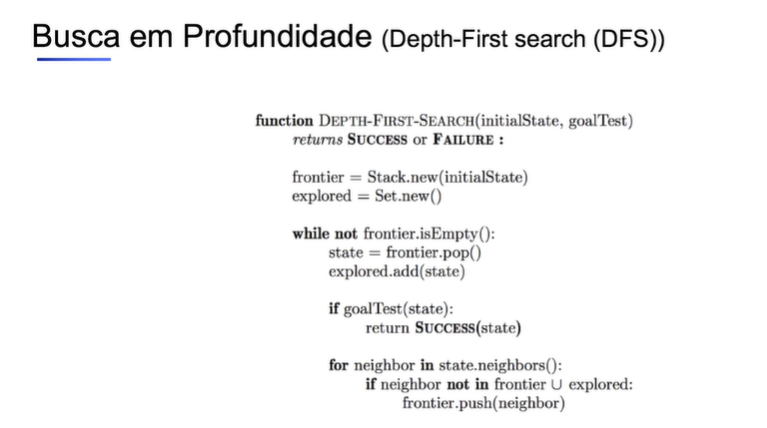 Busca em Profundidade (Depth-First search (DFS))
function DEPTH-FIRST-SEARCH(initialState, goalTest)
returns SUCCESS or FAILURE :
frontier = Stack.new(initialState)
explored = Set.new()
while not frontier.isEmpty():
state = frontier.pop()
explored.add(state)
if goalTest(state):
return SUCCESS(state)
for neighbor in state.neighbors():
if neighbor not in frontier ∪ explored:
frontier.push(neighbor)